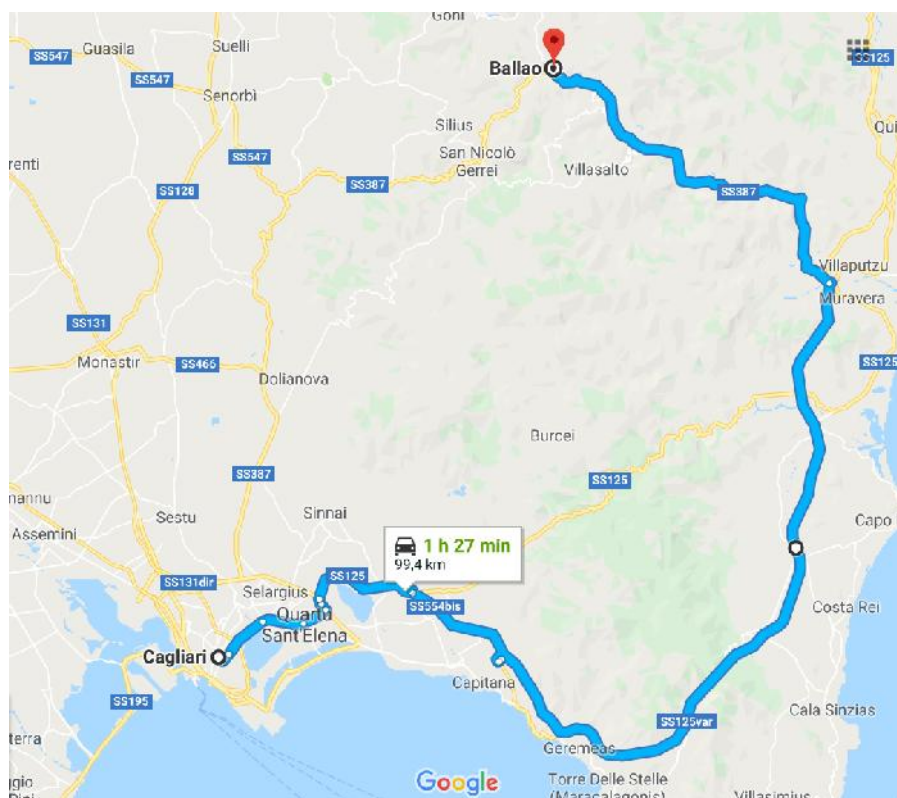 Goni
Suelli
Guasila
SS547
SS125
Ballao
SS547
Senorbì
Silius
Qui
San Nicolò
Gerrei
Villasalto
renti
SS547
SS387
SS128
SS387
Villaputzu
Muravera
SS131
Monastir
SS466
SS125
Dolianova
Burcei
SS387
SS125
mannu
Sestu
Sinnai
Assemini
Capo
1 h 27 min
99,4 km
SS125
SS131dir
Selargius
SS554bis
Costa Rei
Quartu
Sant'Elena
Cagliari
Capitana
SS195
Cala Sinzias
SS125var
terra
Geremeas
Google
Torre Delle Stelle
(Maracalagonis)
Villasimius
ggio